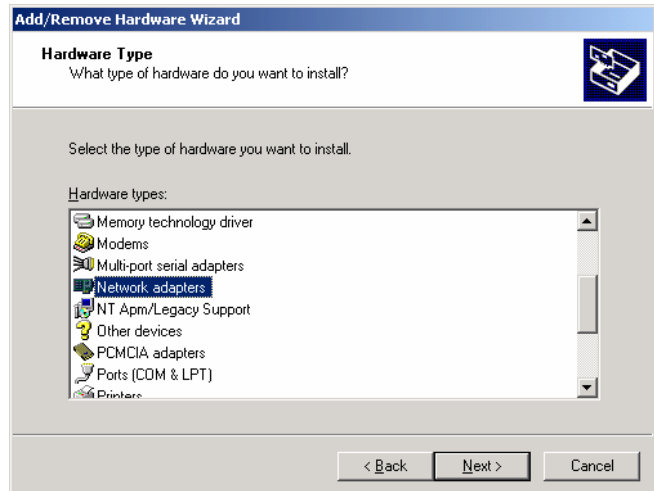 Add/Remove Hardware Wizard
Hardware Type
What type of hardware do you want to install?
Select the type of hardware you want to install.
Hardware types:
Memory technology driver
Modems
Multi-port serial adapters
Network adapters
NT Apm/Legacy Support
Other devices
PCMCIA adapters
Ports (COM & LPT)
Printers
< Back Next > Cancel